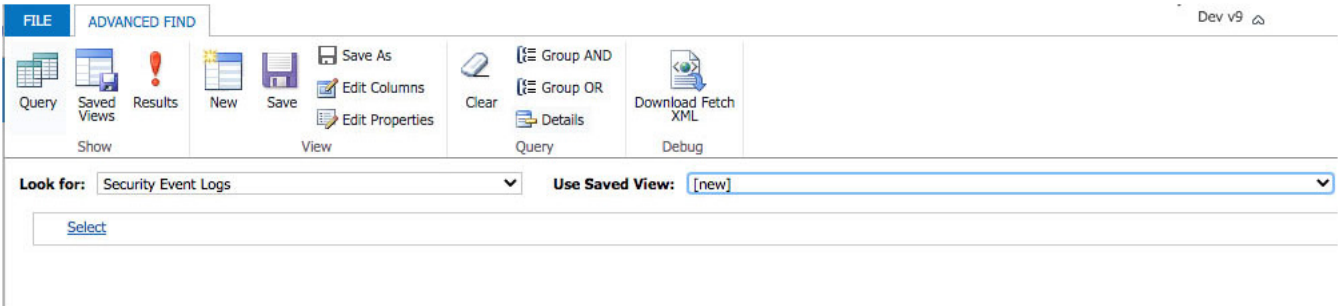 FILE ADVANCED FIND Dev v9
Query
Saved Views
Results
New
Save
Save As
Edit Columns
Edit Properties
Clear
Group AND
Group OR
Details
Download Fetch XML
Show View Query Debug
Look for: Security Event Logs Use Saved View: [new]
Select